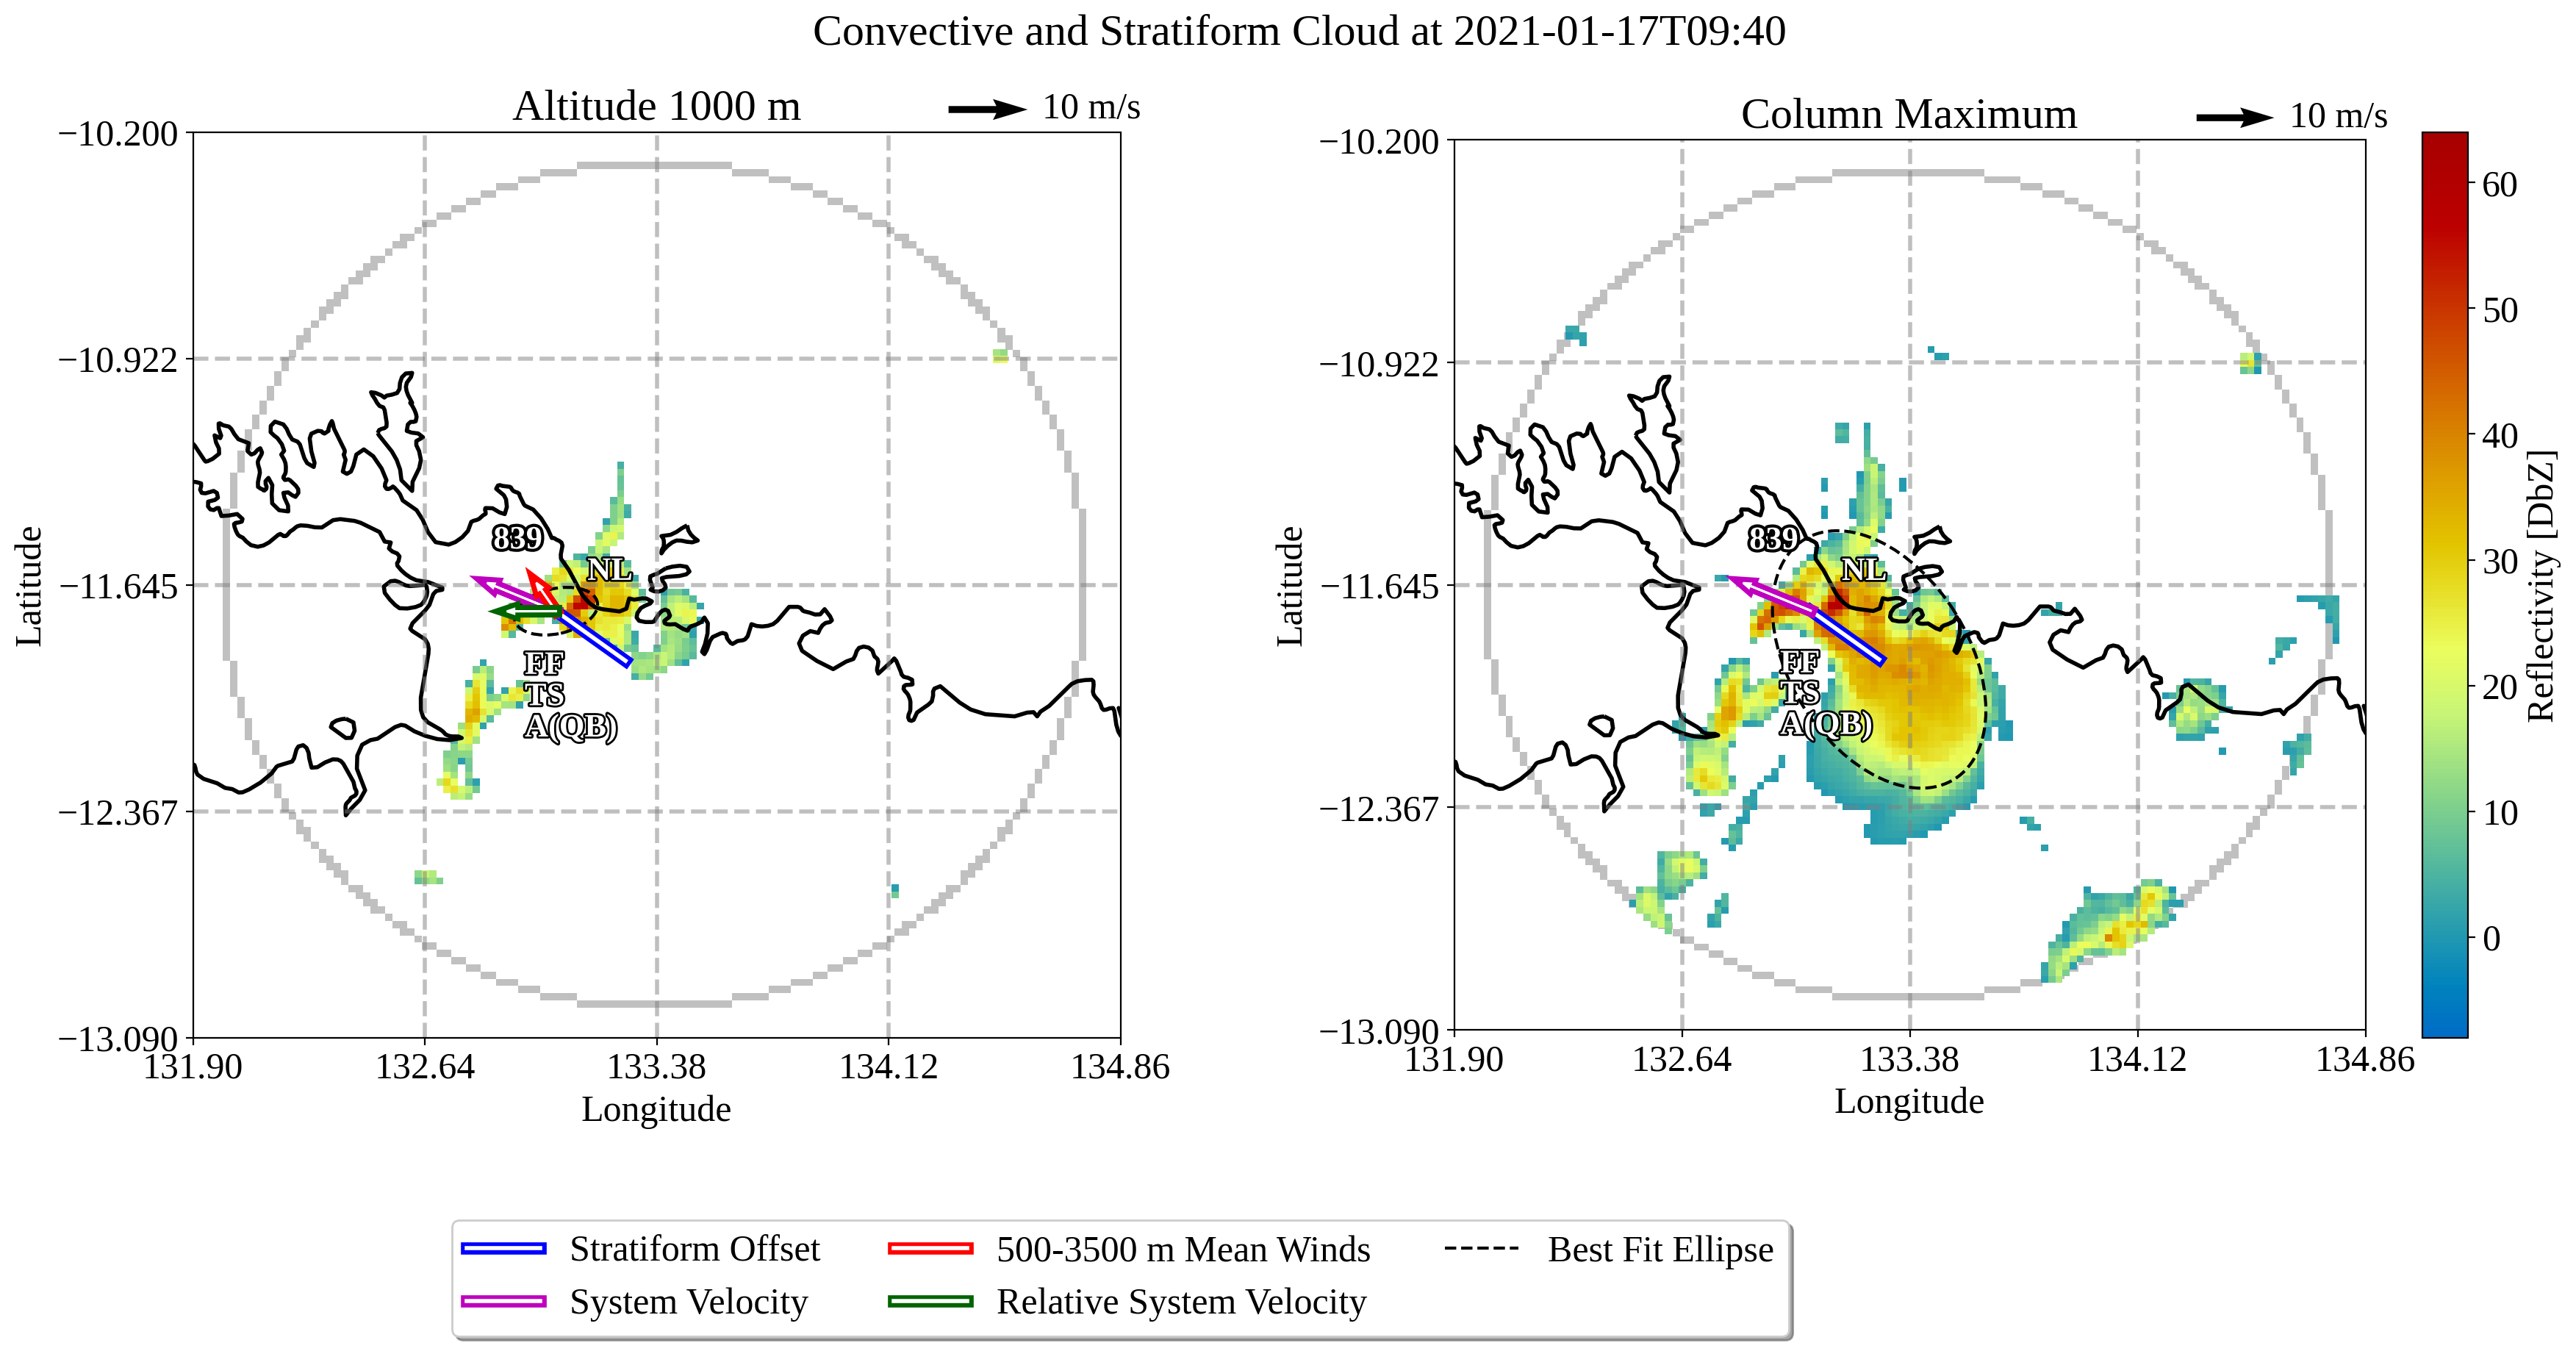 Convective and Stratiform Cloud at 2021-01-17T09:40
Altitude 1000 m
10 m/s
−10.200
−10.922
−11.645
−12.367
−13.090
Latitude
131.90
132.64
133.38
134.12
134.86
Longitude
839
NL
FF
TS
A(QB)
Column Maximum
10 m/s
−10.200
−10.922
−11.645
−12.367
−13.090
Latitude
131.90
132.64
133.38
134.12
134.86
Longitude
839
NL
FF
TS
A(QB)
60
50
40
30
20
10
0
Reflectivity [DbZ]
Stratiform Offset
System Velocity
500-3500 m Mean Winds
Relative System Velocity
Best Fit Ellipse